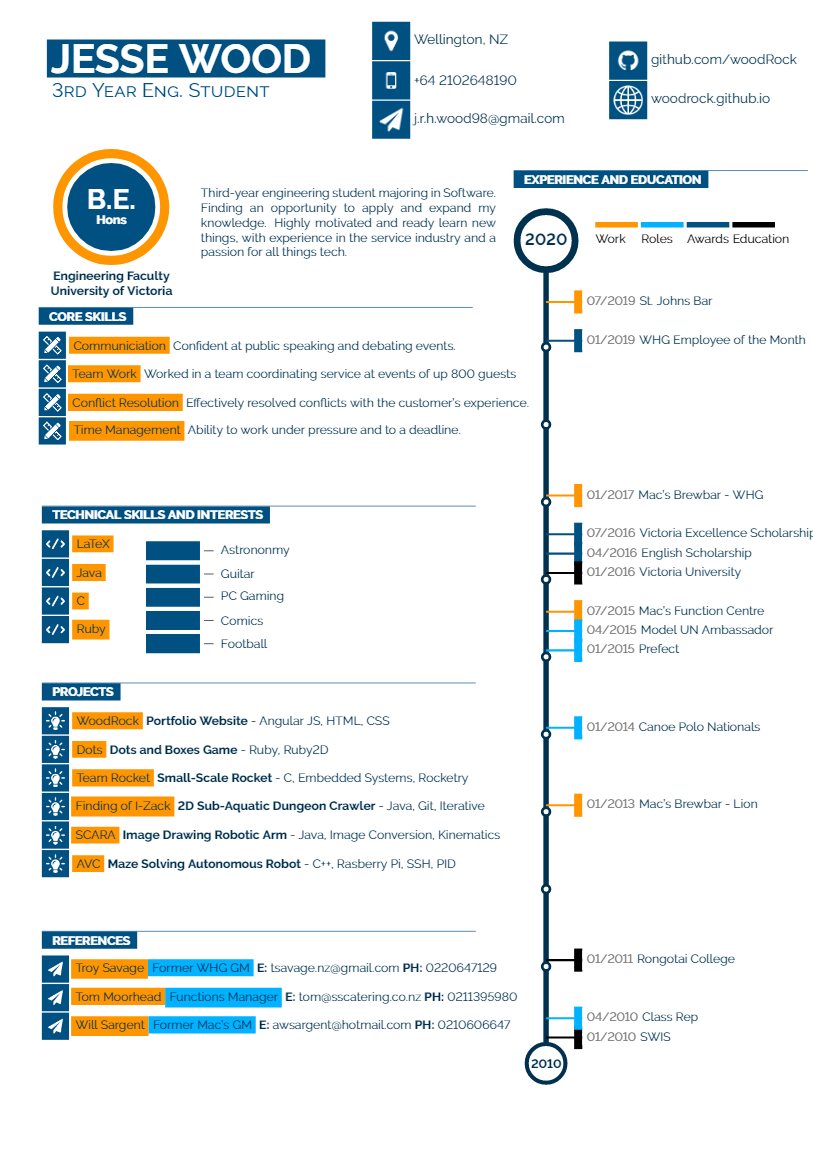 JESSE WOOD
3RD YEAR ENG. STUDENT
Wellington, NZ
+64 2102648190
j.r.h.wood98@gmail.com
github.com/woodRock
woodrock.github.io
B.E.
Hons
Engineering Faculty
University of Victoria
Third-year engineering student majoring in Software.
Finding an opportunity to apply and expand my
knowledge. Highly motivated and ready learn new
things, with experience in the service industry and a
passion for all things tech.
CORE SKILLS
Communiciation Confident at public speaking and debating events.
Team Work Worked in a team coordinating service at events of up 800 guests
Conflict Resolution Effectively resolved conflicts with the customer's experience.
Time Management Ability to work under pressure and to a deadline.
TECHNICAL SKILLS AND INTERESTS
</> LaTeX
</> Java
</> C
</> Ruby
— Astrononmy
— Guitar
— PC Gaming
— Comics
— Football
PROJECTS
WoodRock Portfolio Website - Angular JS, HTML, CSS
Dots Dots and Boxes Game - Ruby, Ruby2D
Team Rocket Small-Scale Rocket - C, Embedded Systems, Rocketry
Finding of I-Zack 2D Sub-Aquatic Dungeon Crawler - Java, Git, Iterative
SCARA Image Drawing Robotic Arm - Java, Image Conversion, Kinematics
AVC Maze Solving Autonomous Robot - C++, Rasberry Pi, SSH, PID
REFERENCES
Troy Savage Former WHG GM E: tsavage.nz@gmail.com PH: 0220647129
Tom Moorhead Functions Manager E: tom@sscatering.co.nz PH: 0211395980
Will Sargent Former Mac's GM E: awsargent@hotmail.com PH: 0210606647
EXPERIENCE AND EDUCATION
2020
Work Roles Awards Education
07/2019 St. Johns Bar
01/2019 WHG Employee of the Month
01/2017 Mac's Brewbar - WHG
07/2016 Victoria Excellence Scholarship
04/2016 English Scholarship
01/2016 Victoria University
07/2015 Mac's Function Centre
04/2015 Model UN Ambassador
01/2015 Prefect
01/2014 Canoe Polo Nationals
01/2013 Mac's Brewbar - Lion
01/2011 Rongotai College
04/2010 Class Rep
01/2010 SWIS
2010